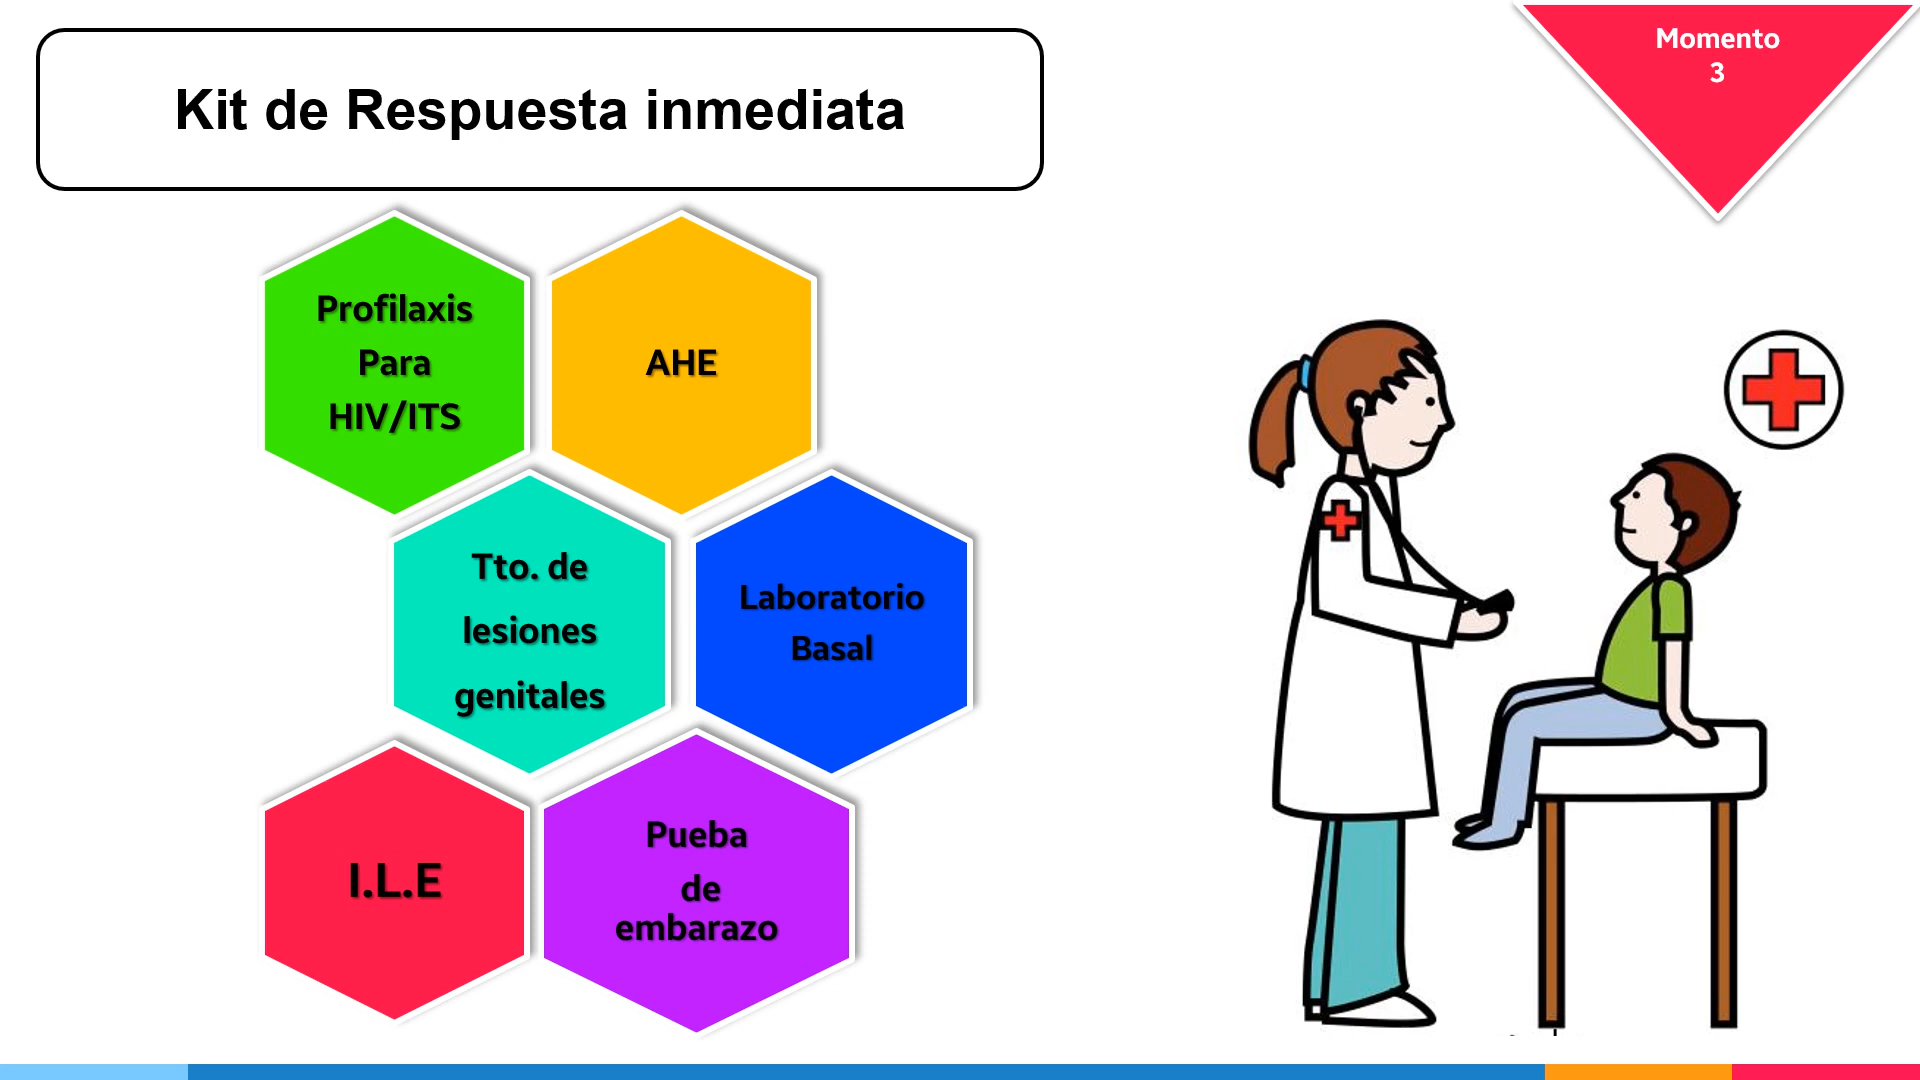 Kit de Respuesta inmediata
Momento
3
Profilaxis
Para
HIV/ITS
AHE
Tto. de
lesiones
genitales
Laboratorio
Basal
I.L.E
Pueba
de
embarazo